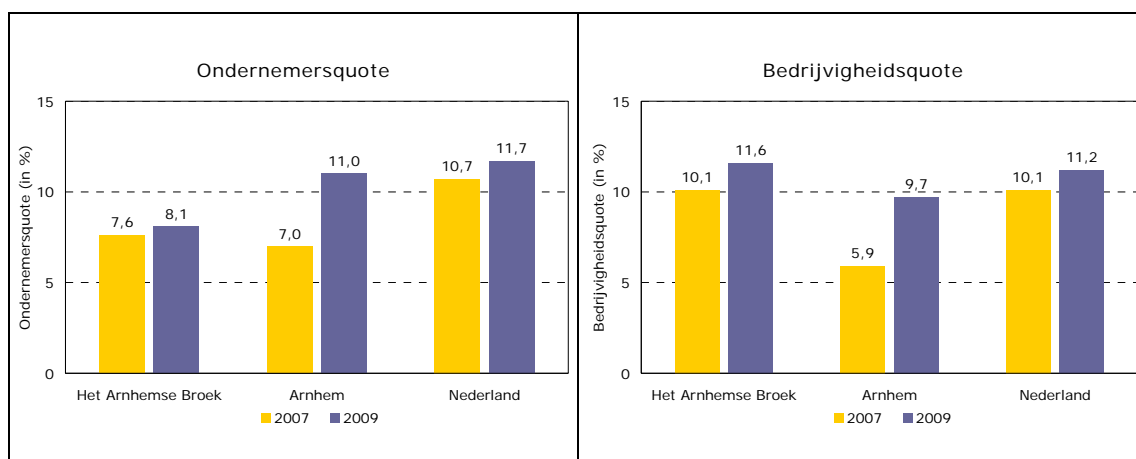 Ondernemersquote
Ondernemersquote (in %)
15
10
5
0
7,6
8,1
7,0
11,0
10,7
11,7
Het Arnhemse Broek
Arnhem
Nederland
2007
2009
Bedrijvigheidsquote
Bedrijvigheidsquote (in %)
15
10
5
0
10,1
11,6
5,9
9,7
10,1
11,2
Het Arnhemse Broek
Arnhem
Nederland
2007
2009